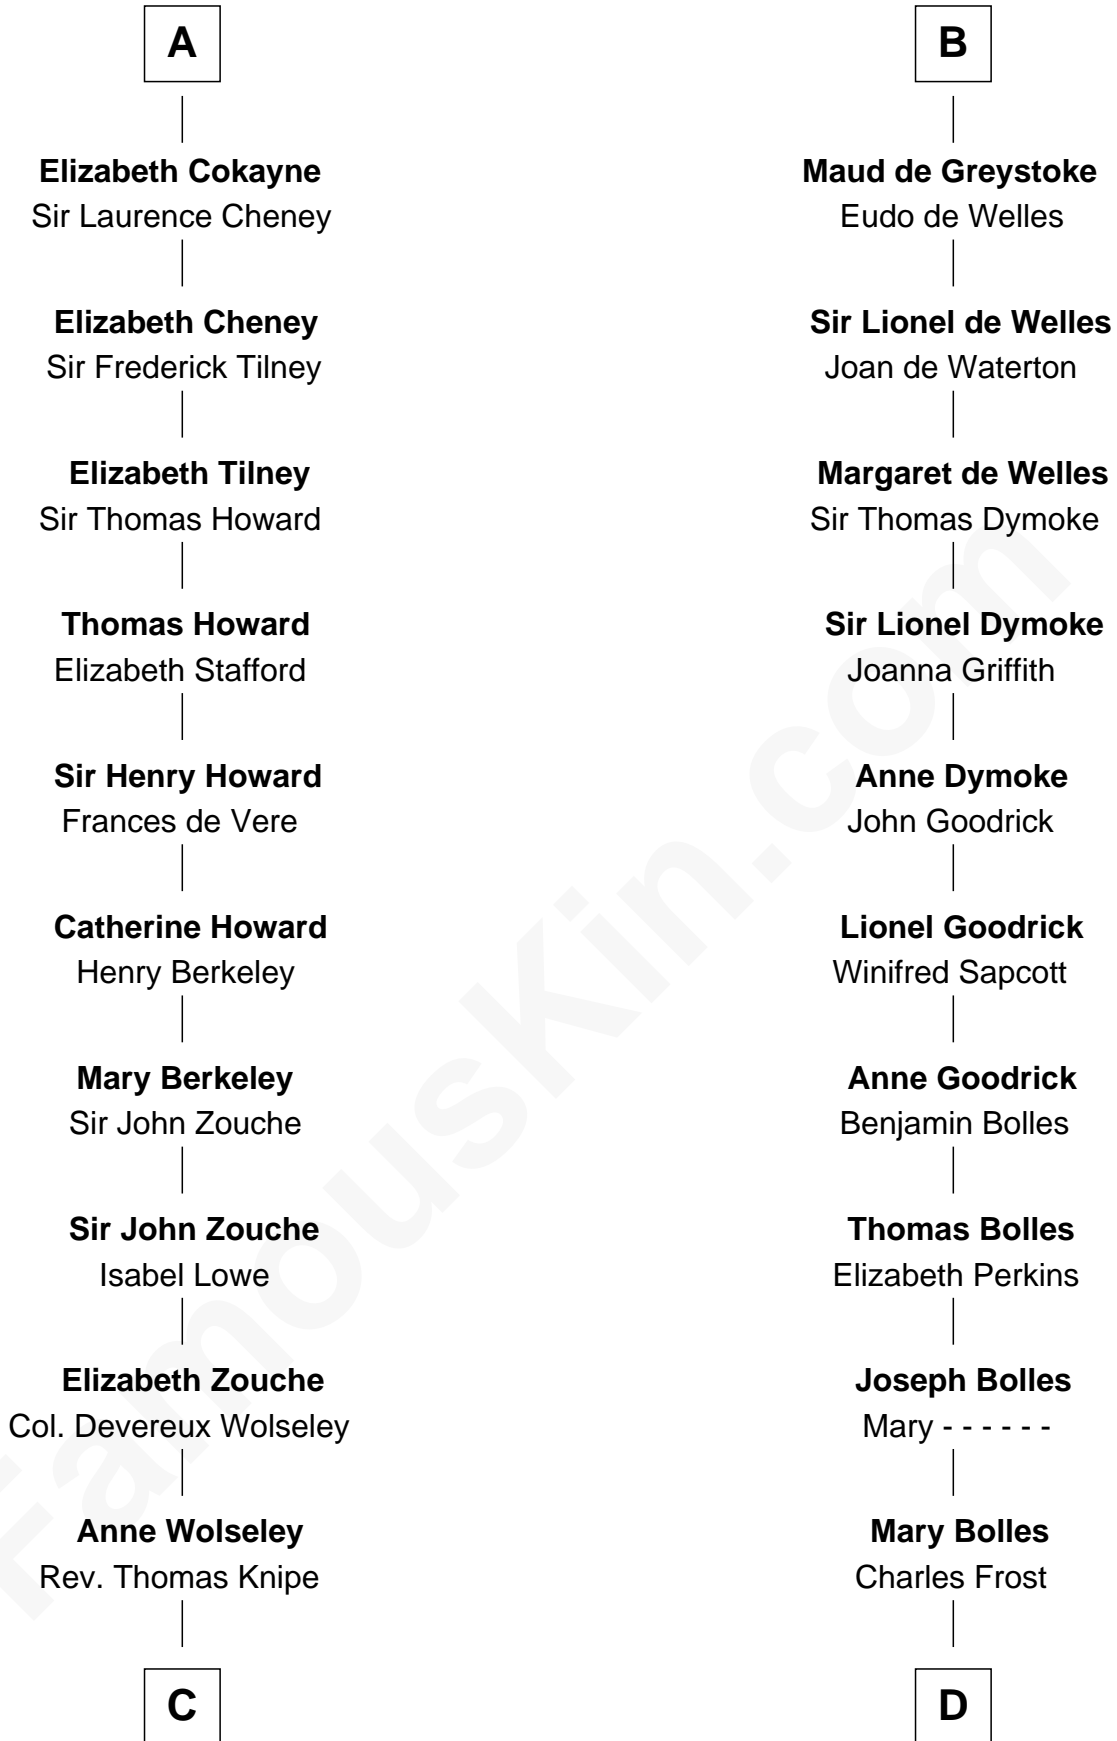 A
Elizabeth Cokayne
Sir Laurence Cheney
Elizabeth Cheney
Sir Frederick Tilney
Elizabeth Tilney
Sir Thomas Howard
Thomas Howard
Elizabeth Stafford
Sir Henry Howard
Frances de Vere
Catherine Howard
Henry Berkeley
Mary Berkeley
Sir John Zouche
Sir John Zouche
Isabel Lowe
Elizabeth Zouche
Col. Devereux Wolseley
Anne Wolseley
Rev. Thomas Knipe
C
B
Maud de Greystoke
Eudo de Welles
Sir Lionel de Welles
Joan de Waterton
Margaret de Welles
Sir Thomas Dymoke
Sir Lionel Dymoke
Joanna Griffith
Anne Dymoke
John Goodrick
Lionel Goodrick
Winifred Sapcott
Anne Goodrick
Benjamin Bolles
Thomas Bolles
Elizabeth Perkins
Joseph Bolles
Mary - - - - - -
Mary Bolles
Charles Frost
D
FamousKin.com